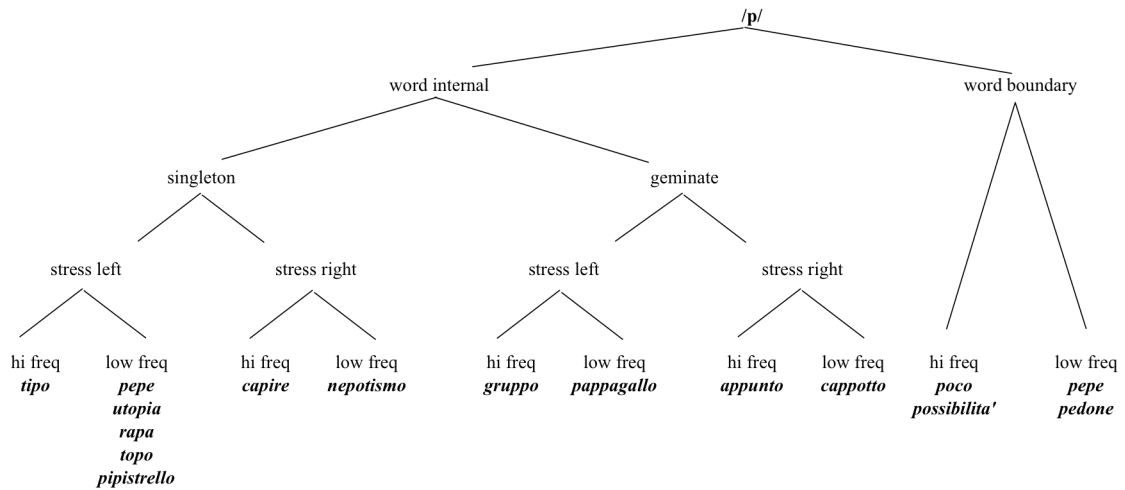 /p/
word internal word boundary
singleton geminate
stress left stress right stress left stress right
hi freq low freq hi freq low freq hi freq low freq hi freq low freq hi freq low freq
tipo pepe capire nepotismo gruppo pappagallo appunto cappotto poco pepe
utopia possibilita' pedone
rapa
topo
pipistrello